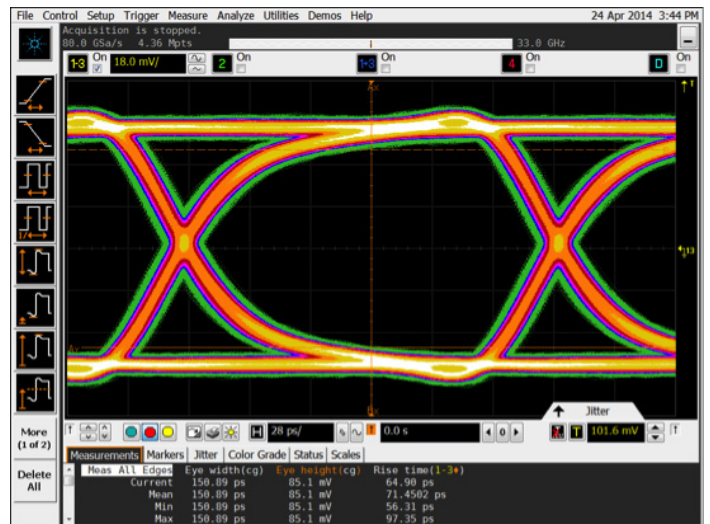 File Control Setup Trigger Measure Analyze Utilities Demos Help 24 Apr 2014 3:44 PM
Acquisition is stopped.
80.0 GSa/s 4.36 Mpts 33.0 GHz
1-3 On 18.0 mV/ 2 On 1-3 On 4 On D On
Ax
T
1/
13
Ay
Bx
Jitter
More
(1 of 2)
H 28 ps/ 0.0 s 0 T 101.6 mV
Measurements Markers Jitter Color Grade Status Scales
Delete
All
Meas All Edges Eye width(cg) Eye height(cg) Rise time(1-3♦)
Current 150.89 ps 85.1 mV 64.90 ps
Mean 150.89 ps 85.1 mV 71.4502 ps
Min 150.89 ps 85.1 mV 56.31 ps
Max 150.89 ps 85.1 mV 97.35 ps